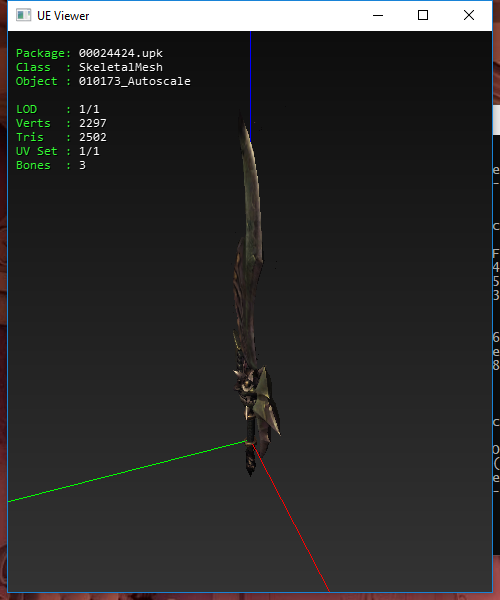 UE Viewer
Package: 00024424.upk
Class : SkeletalMesh
Object : 010173_Autoscale
LOD : 1/1
Verts : 2297
Tris : 2502
UV Set : 1/1
Bones : 3